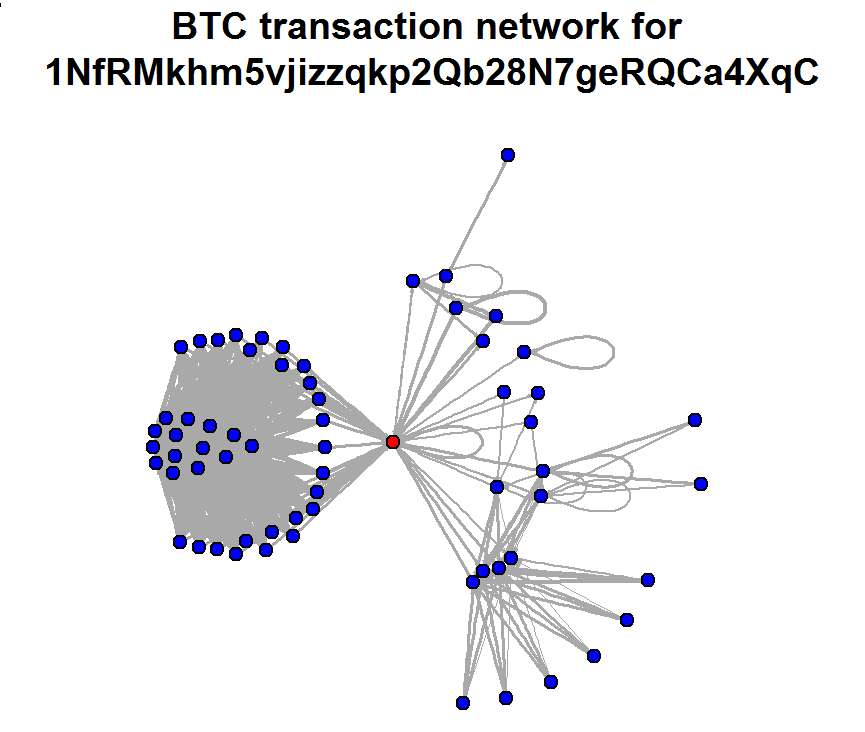 BTC transaction network for
1NfRMkhm5vjizzqkp2Qb28N7geRQCa4XqC